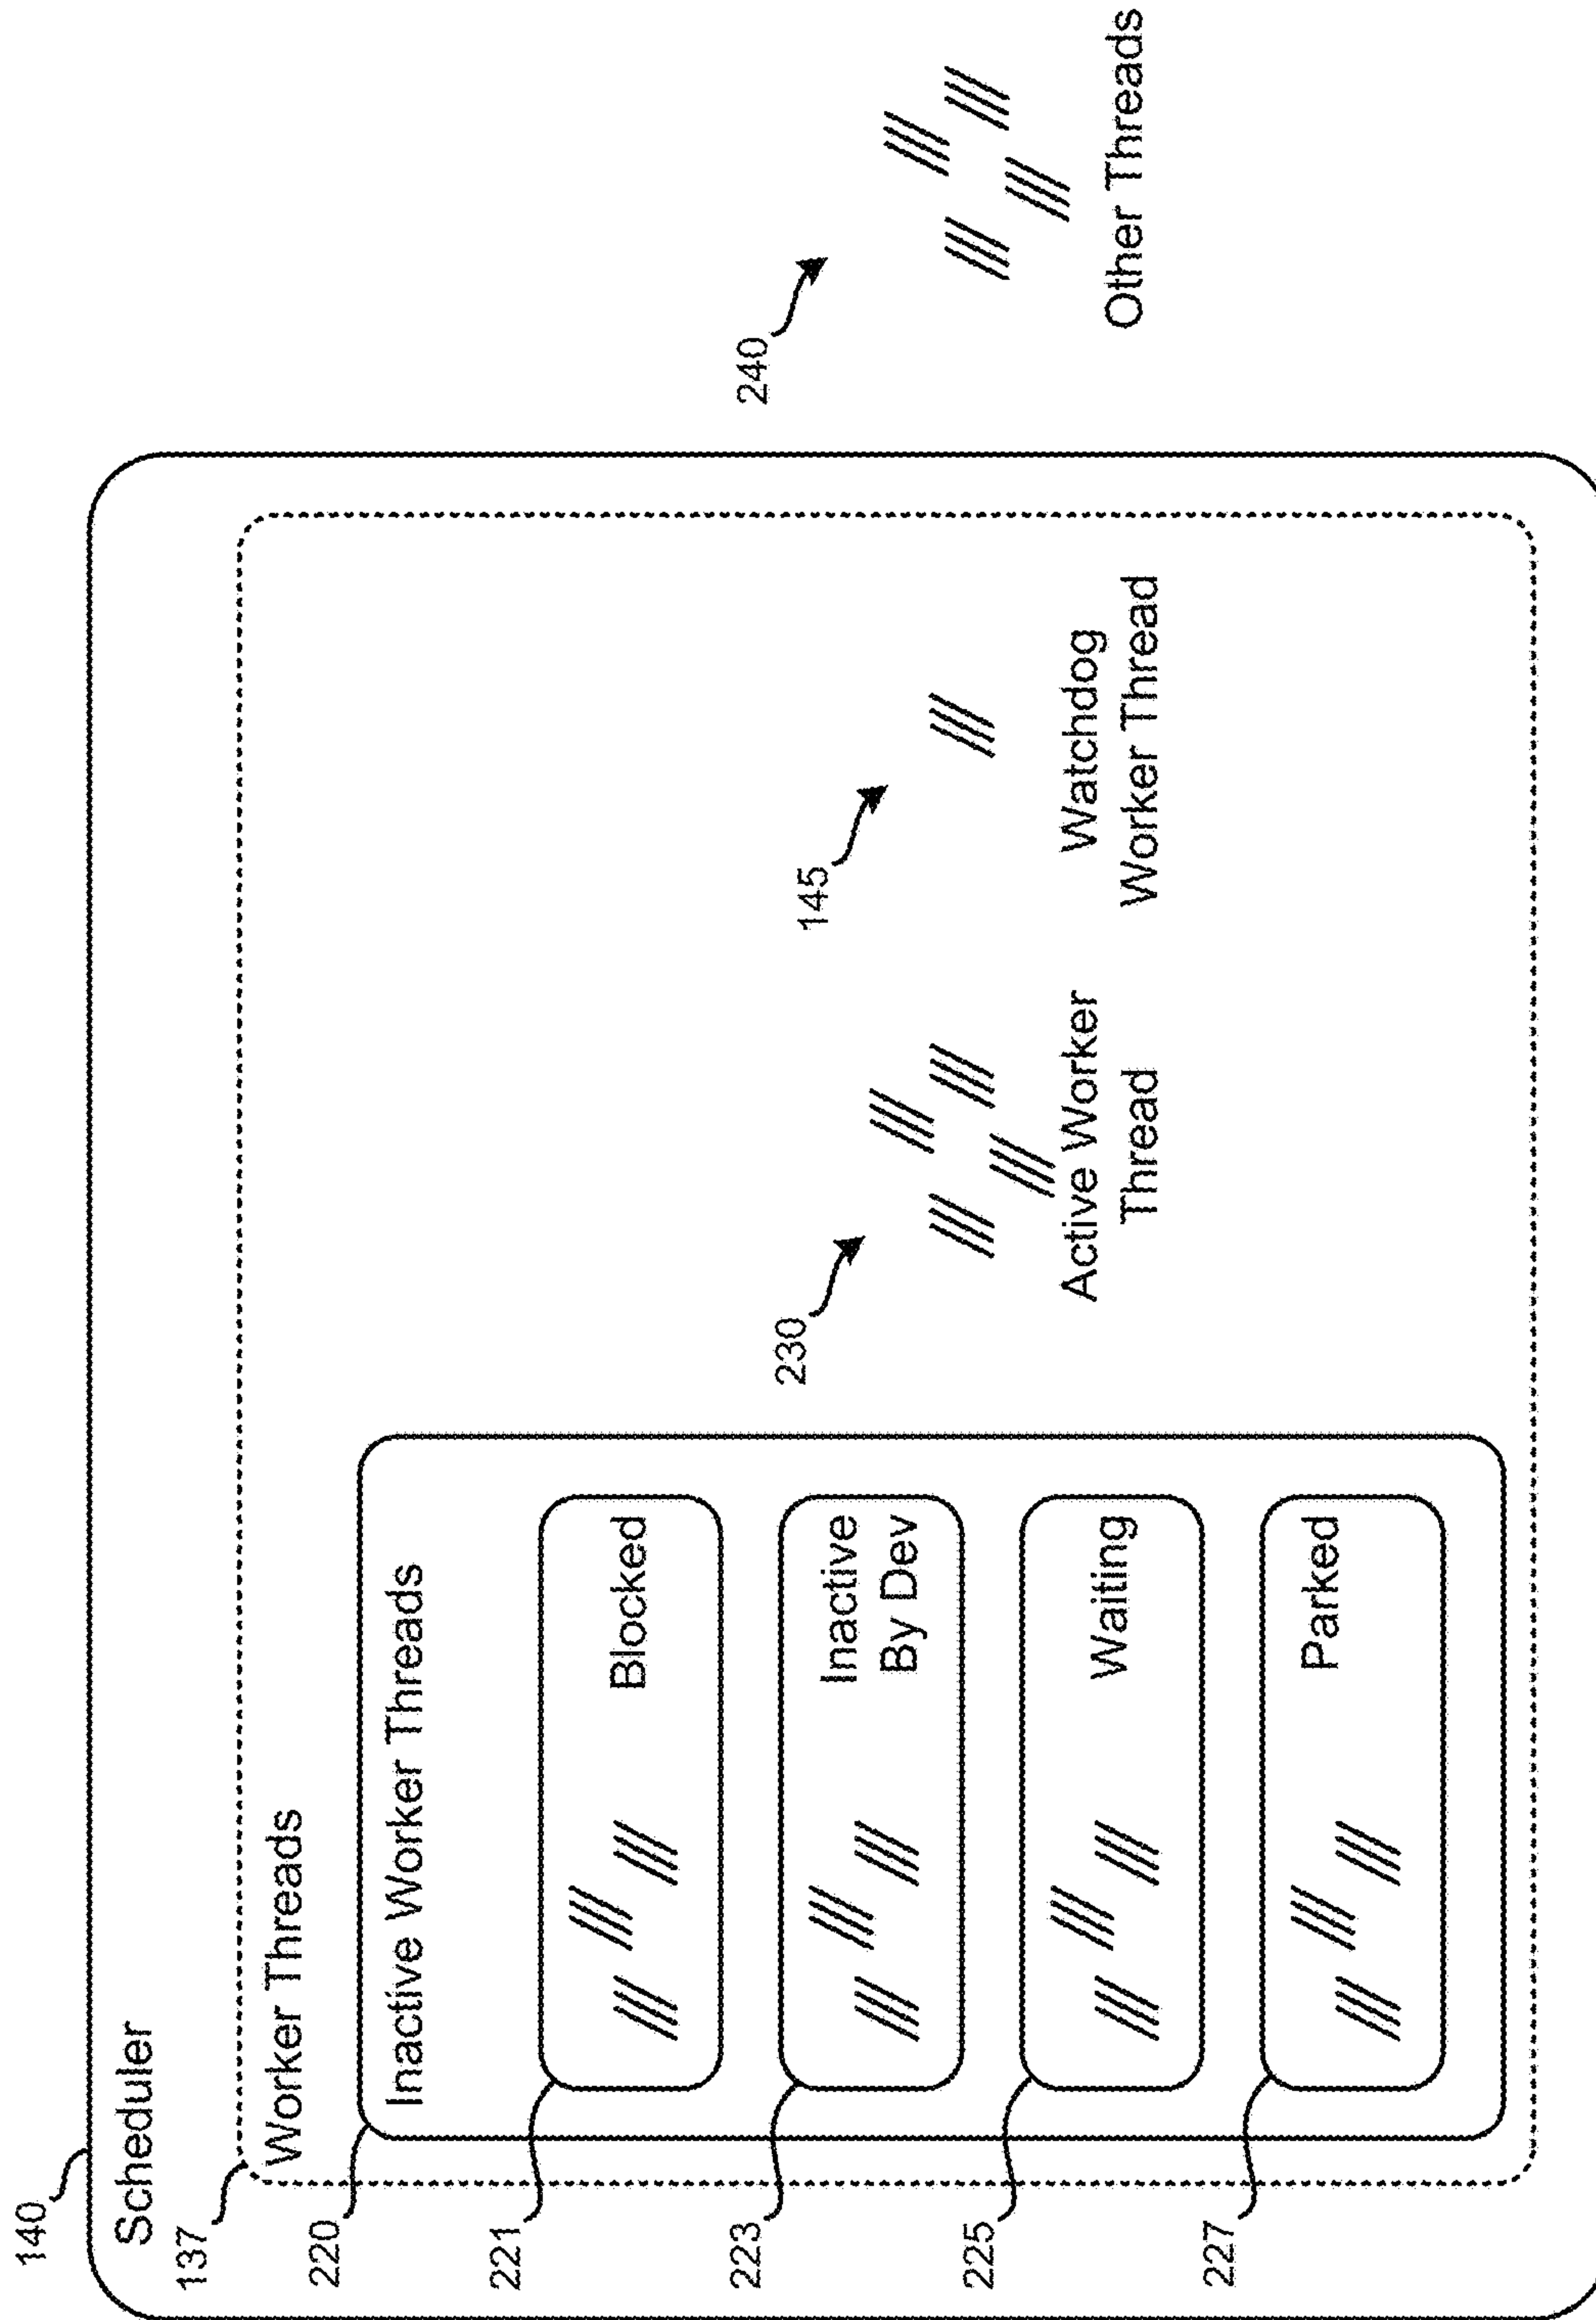 140
Scheduler
137
Worker Threads
220
Inactive Worker Threads
221
Blocked
223
Inactive
By Dev
225
Waiting
227
Parked
230
Active Worker
Thread
145
Watchdog
Worker Thread
240
Other Threads